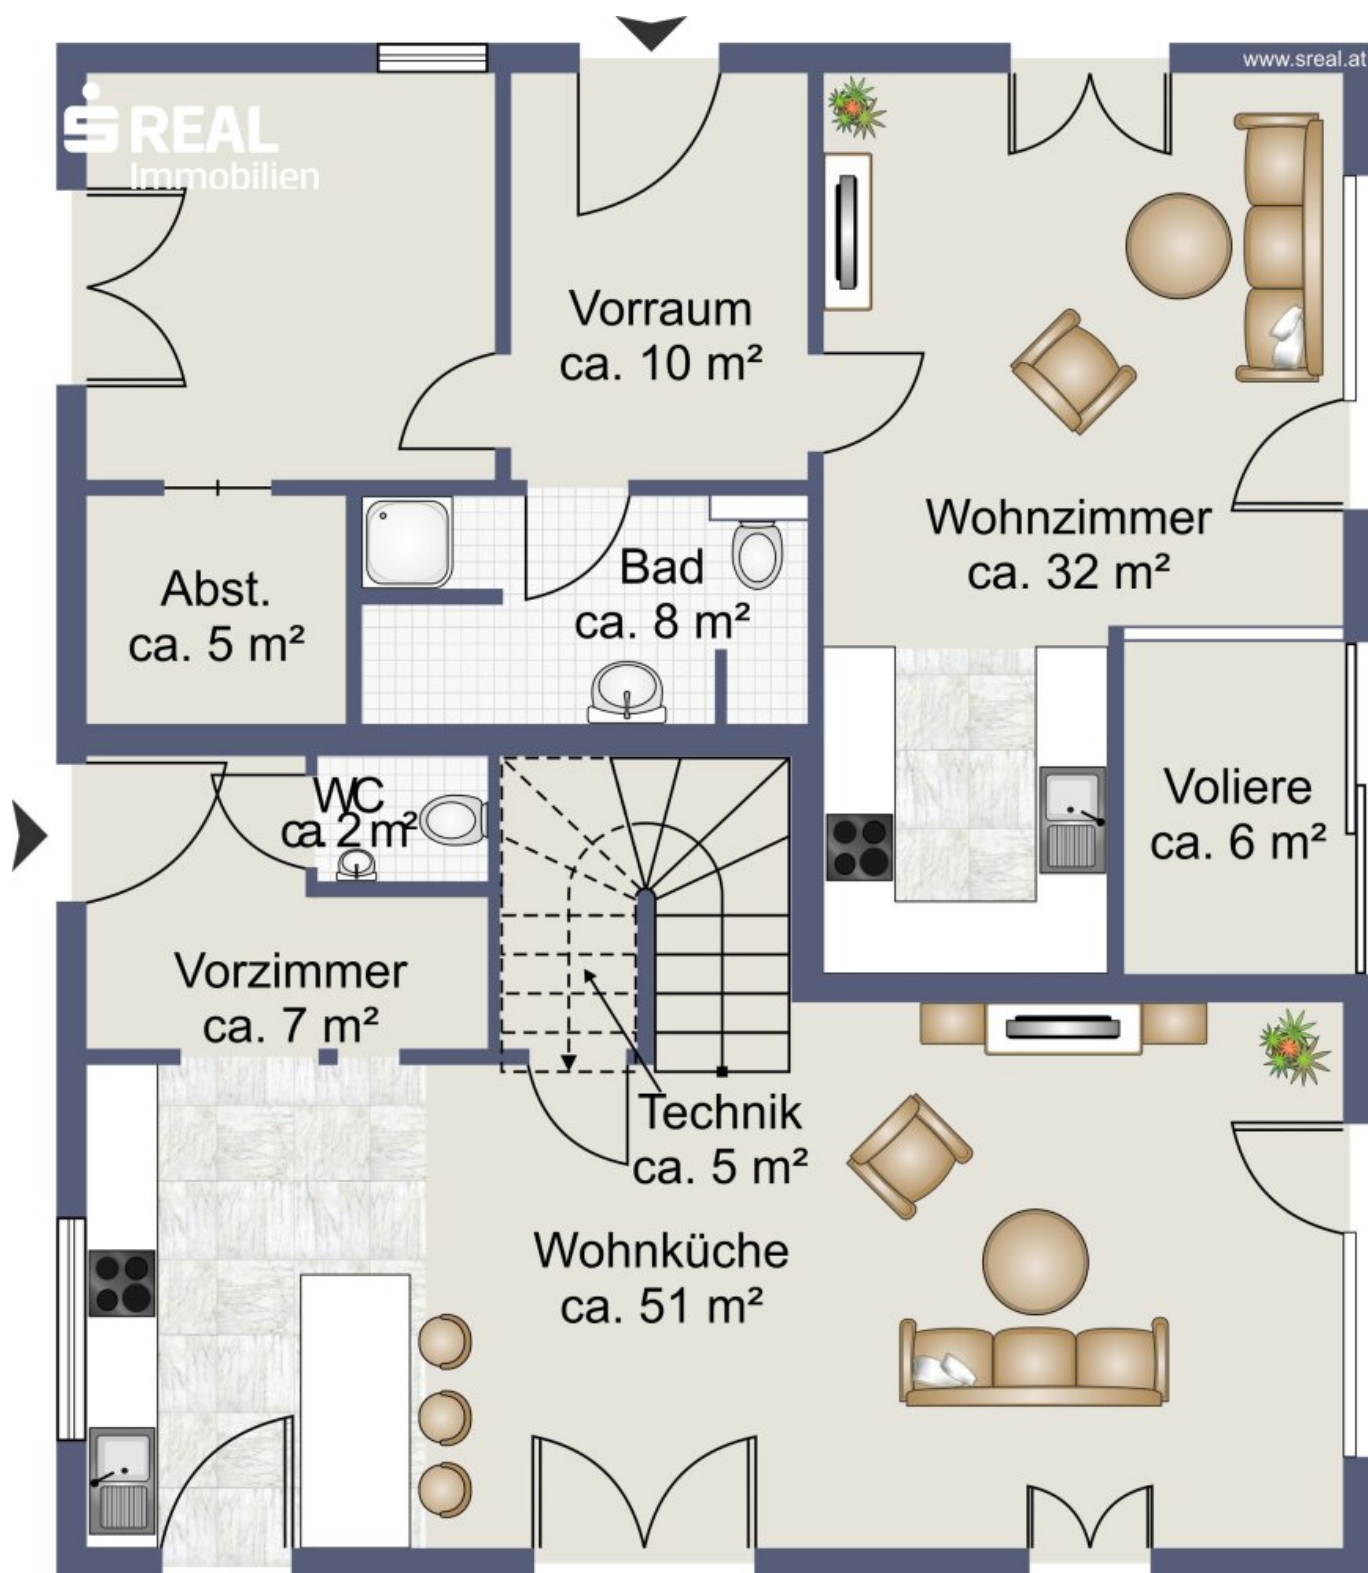 www.sreal.at
S REAL
Immobilien
Vorraum
ca. 10 m²
Wohnzimmer
ca. 32 m²
Bad
ca. 8 m²
Abst.
ca. 5 m²
WC
ca. 2 m²
Voliere
ca. 6 m²
Vorzimmer
ca. 7 m²
Technik
ca. 5 m²
Wohnküche
ca. 51 m²